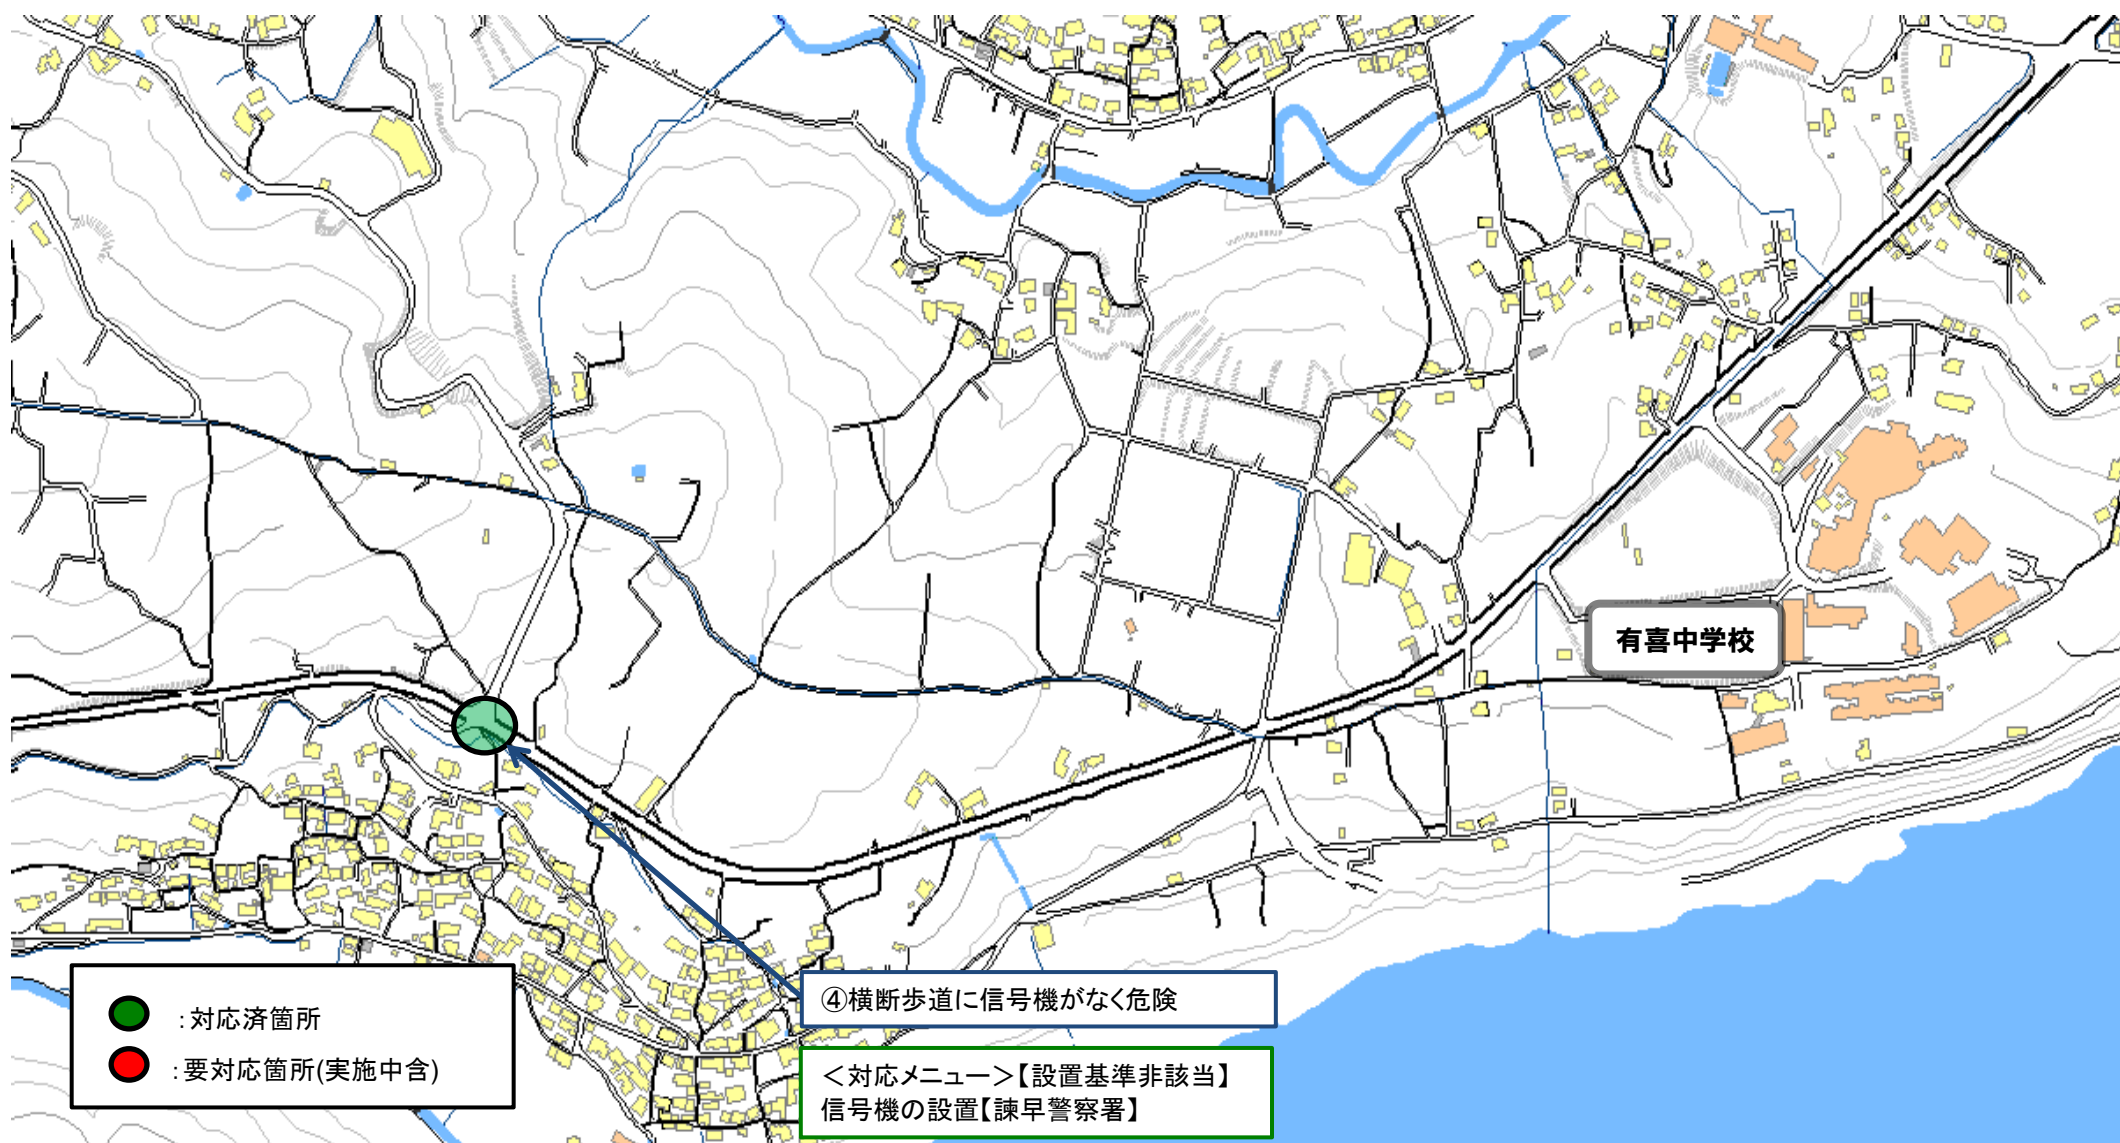 有喜中学校
④横断歩道に信号機がなく危険
：対応済箇所
：要対応箇所(実施中含)
＜対応メニュー＞【設置基準非該当】
信号機の設置【諫早警察署】